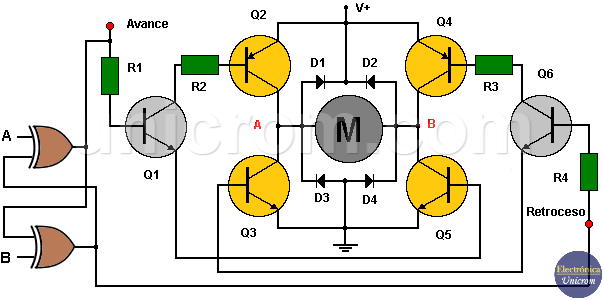 V+
Avance
Q2
Q4
R1
R2
D1
D2
R3
Q6
A
B
M
unicrom.com
A
Q1
D3
D4
R4
Q3
Q5
Retroceso
B
Electrónica
Unicrom